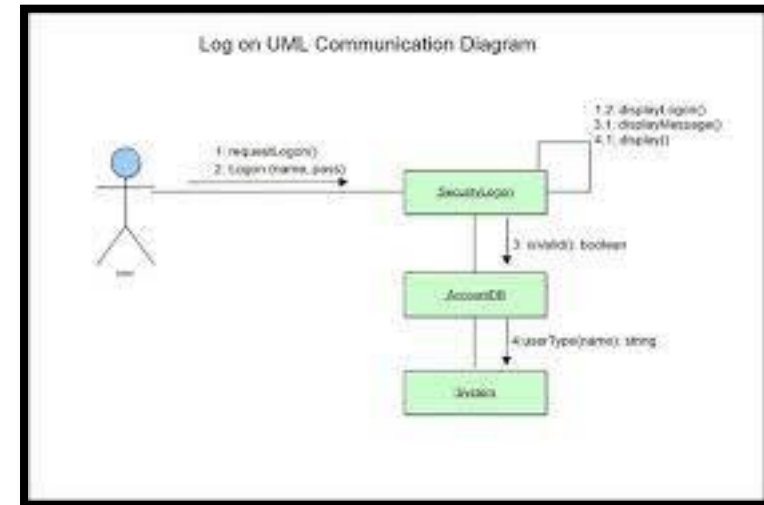 Log on UML Communication Diagram
1.2: displayLogon()
3.1: displayMessage()
4.1: display()
1: requestLogon()
2: Logon (name, pass)
:SecurityLogon
3: isValid(): boolean
:AccountDB
4:userType(name): string
:System